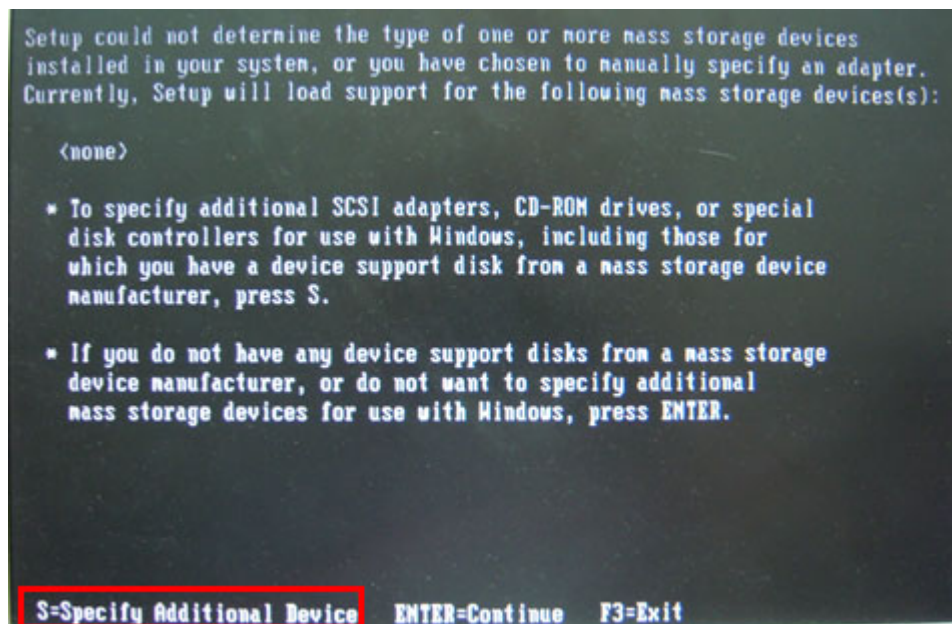 Setup could not determine the type of one or more mass storage devices
installed in your system, or you have chosen to manually specify an adapter.
Currently, Setup will load support for the following mass storage devices(s):
<none>
* To specify additional SCSI adapters, CD-ROM drives, or special
disk controllers for use with Windows, including those for
which you have a device support disk from a mass storage device
manufacturer, press S.
* If you do not have any device support disks from a mass storage
device manufacturer, or do not want to specify additional
mass storage devices for use with Windows, press ENTER.
S=Specify Additional Device ENTER=Continue F3=Exit